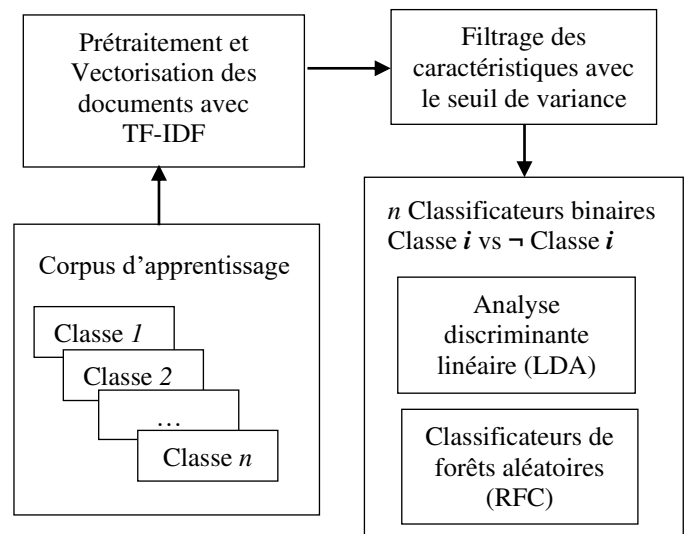 Prétraitement et
Vectorisation des
documents avec
TF-IDF
Filtrage des
caractéristiques avec
le seuil de variance
Corpus d'apprentissage
Classe 1
Classe 2
…
Classe n
n Classificateurs binaires
Classe i vs ¬ Classe i
Analyse
discriminante
linéaire (LDA)
Classificateurs de
forêts aléatoires
(RFC)